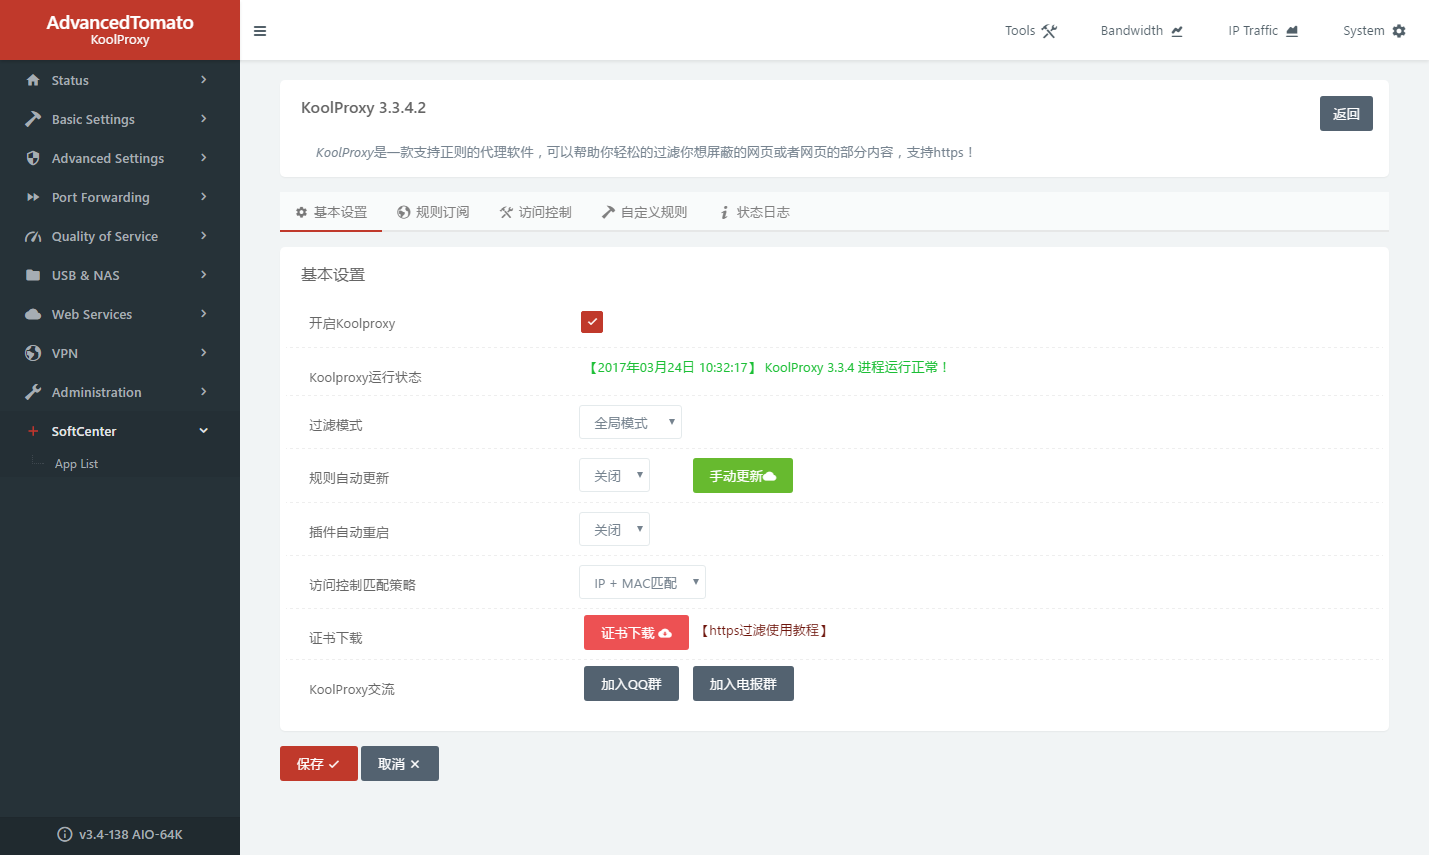 AdvancedTomato
KoolProxy
Tools
Bandwidth
IP Traffic
System
Status
Basic Settings
Advanced Settings
Port Forwarding
Quality of Service
USB & NAS
Web Services
VPN
Administration
SoftCenter
App List
v3.4-138 AIO-64K
KoolProxy 3.3.4.2
返回
KoolProxy是一款支持正则的代理软件，可以帮助你轻松的过滤你想屏蔽的网页或者网页的部分内容，支持https！
基本设置
规则订阅
访问控制
自定义规则
状态日志
基本设置
开启Koolproxy
Koolproxy运行状态
【2017年03月24日 10:32:17】 KoolProxy 3.3.4 进程运行正常！
过滤模式
全局模式
规则自动更新
关闭
手动更新
插件自动重启
关闭
访问控制匹配策略
IP + MAC匹配
证书下载
证书下载
【https过滤使用教程】
KoolProxy交流
加入QQ群
加入电报群
保存
取消